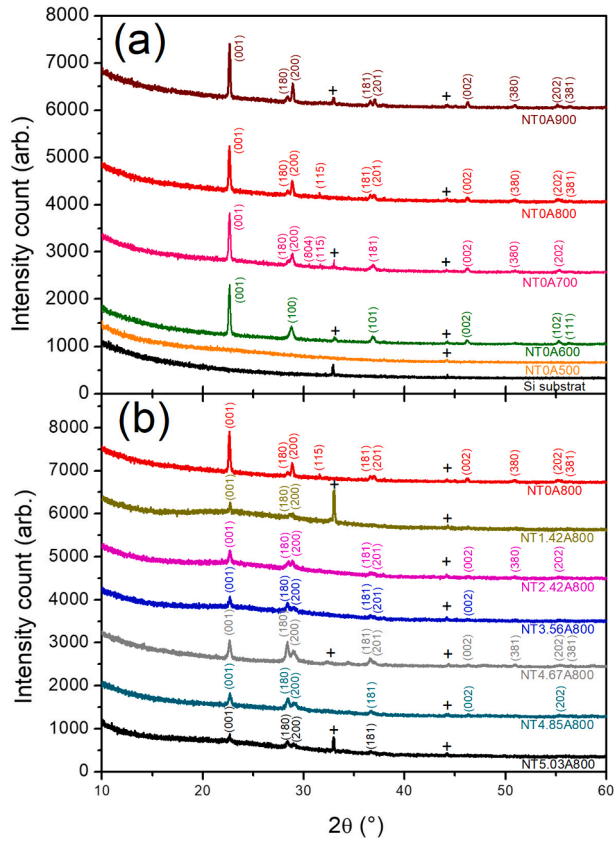 (a)
Intensity count (arb.)
8000
7000
6000
5000
4000
3000
2000
1000
0
(001) (180) (200) + (181) (201) + (002) (380) (202) (381)
NT0A900
(001) (180) (200) (115) (181) (201) + (002) (380) (202) (381)
NT0A800
(001) (180) (200) (804) (115) + (181) + (002) (380) (202)
NT0A700
(001) (100) + (101) + (002) (102) (111)
NT0A600
+
NT0A500
Si substrat
(b)
Intensity count (arb.)
8000
7000
6000
5000
4000
3000
2000
1000
0
(001) (180) (200) (115) (181) (201) + (002) (380) (202) (381)
NT0A800
(001) (180) (200) + +
NT1.42A800
(001) (180) (200) (181) (201) + (002) (380) (202)
NT2.42A800
(001) (180) (200) (181) (201) + (002)
NT3.56A800
(001) (180) (200) + (181) (201) + (002) (381) (202) (381)
NT4.67A800
(001) (180) (200) (181) + (002) (202)
NT4.85A800
(001) (180) (200) + (181) +
NT5.03A800
10 20 30 40 50 60
2θ (°)